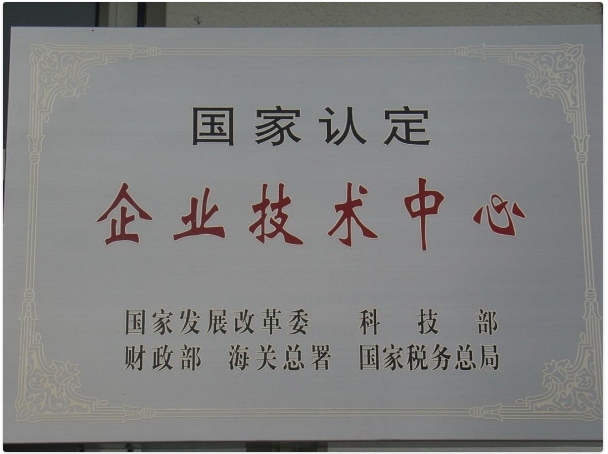 国家认定
企业技术中心
国家发展改革委 科技部
财政部 海关总署 国家税务总局